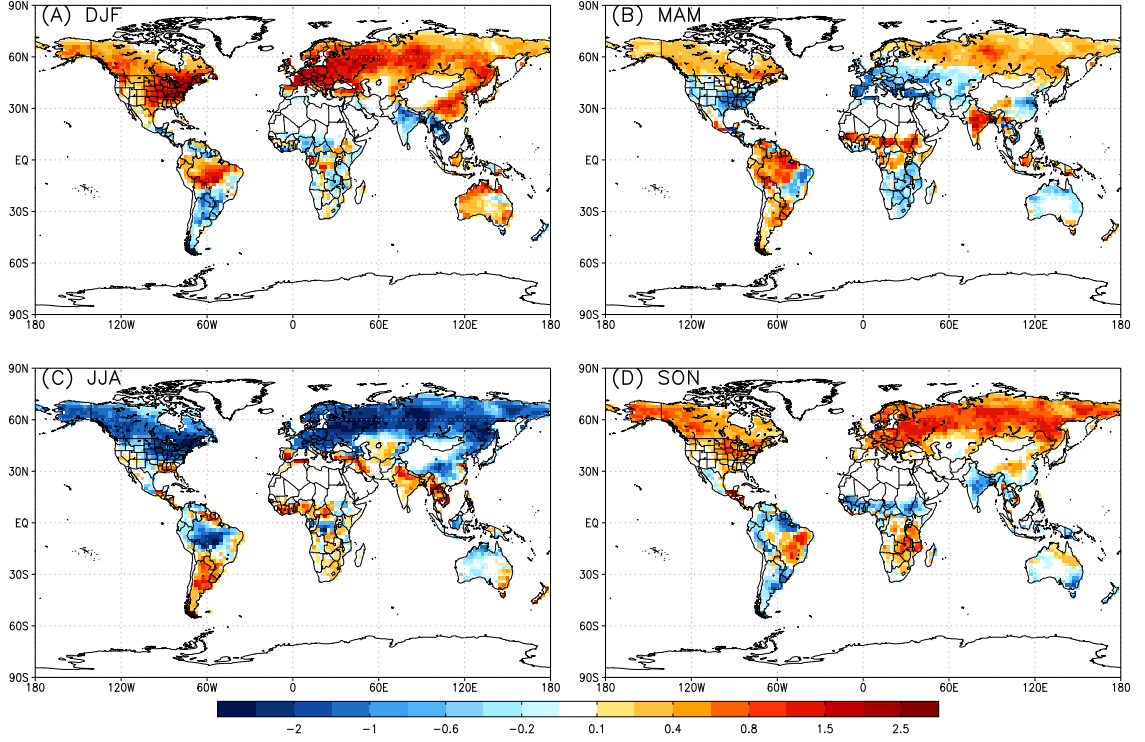 (A) DJF
(B) MAM
90N
60N
30N
EQ
30S
60S
90S
180 120W 60W 0 60E 120E 180
90N
60N
30N
EQ
30S
60S
90S
180 120W 60W 0 60E 120E 180
(C) JJA
(D) SON
90N
60N
30N
EQ
30S
60S
90S
180 120W 60W 0 60E 120E 180
90N
60N
30N
EQ
30S
60S
90S
180 120W 60W 0 60E 120E 180
-2 -1 -0.6 -0.2 0.1 0.4 0.8 1.5 2.5